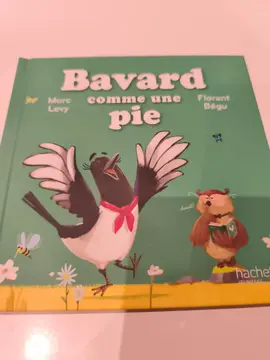 Bavard
comme une
pie
Marc
Levy
Florent
Bégu
hachette